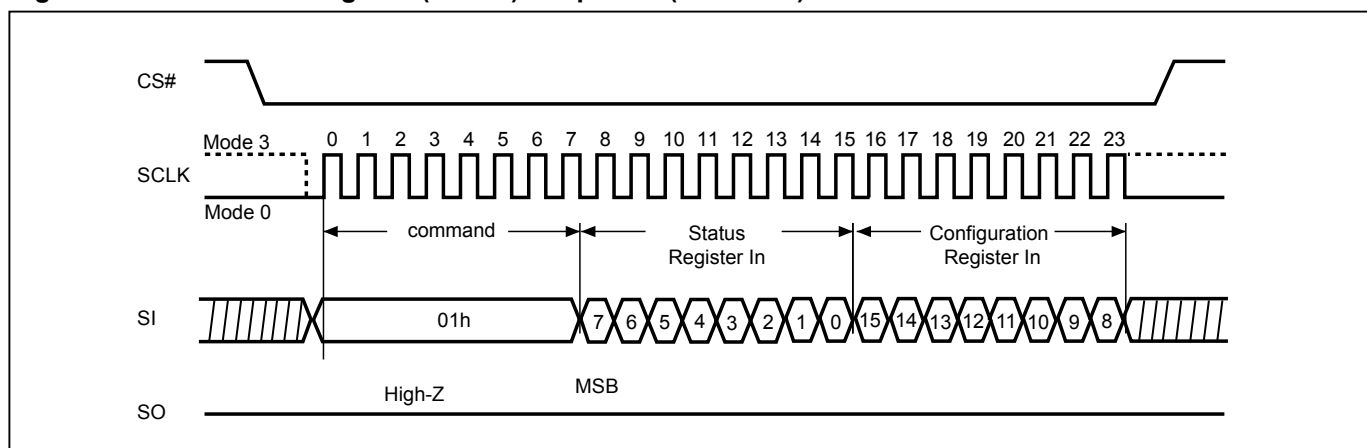 CS#
Mode 3
0 1 2 3 4 5 6 7 8 9 10 11 12 13 14 15 16 17 18 19 20 21 22 23
SCLK
Mode 0
command
Status
Register In
Configuration
Register In
SI
01h
7 6 5 4 3 2 1 0 15 14 13 12 11 10 9 8
High-Z
MSB
SO